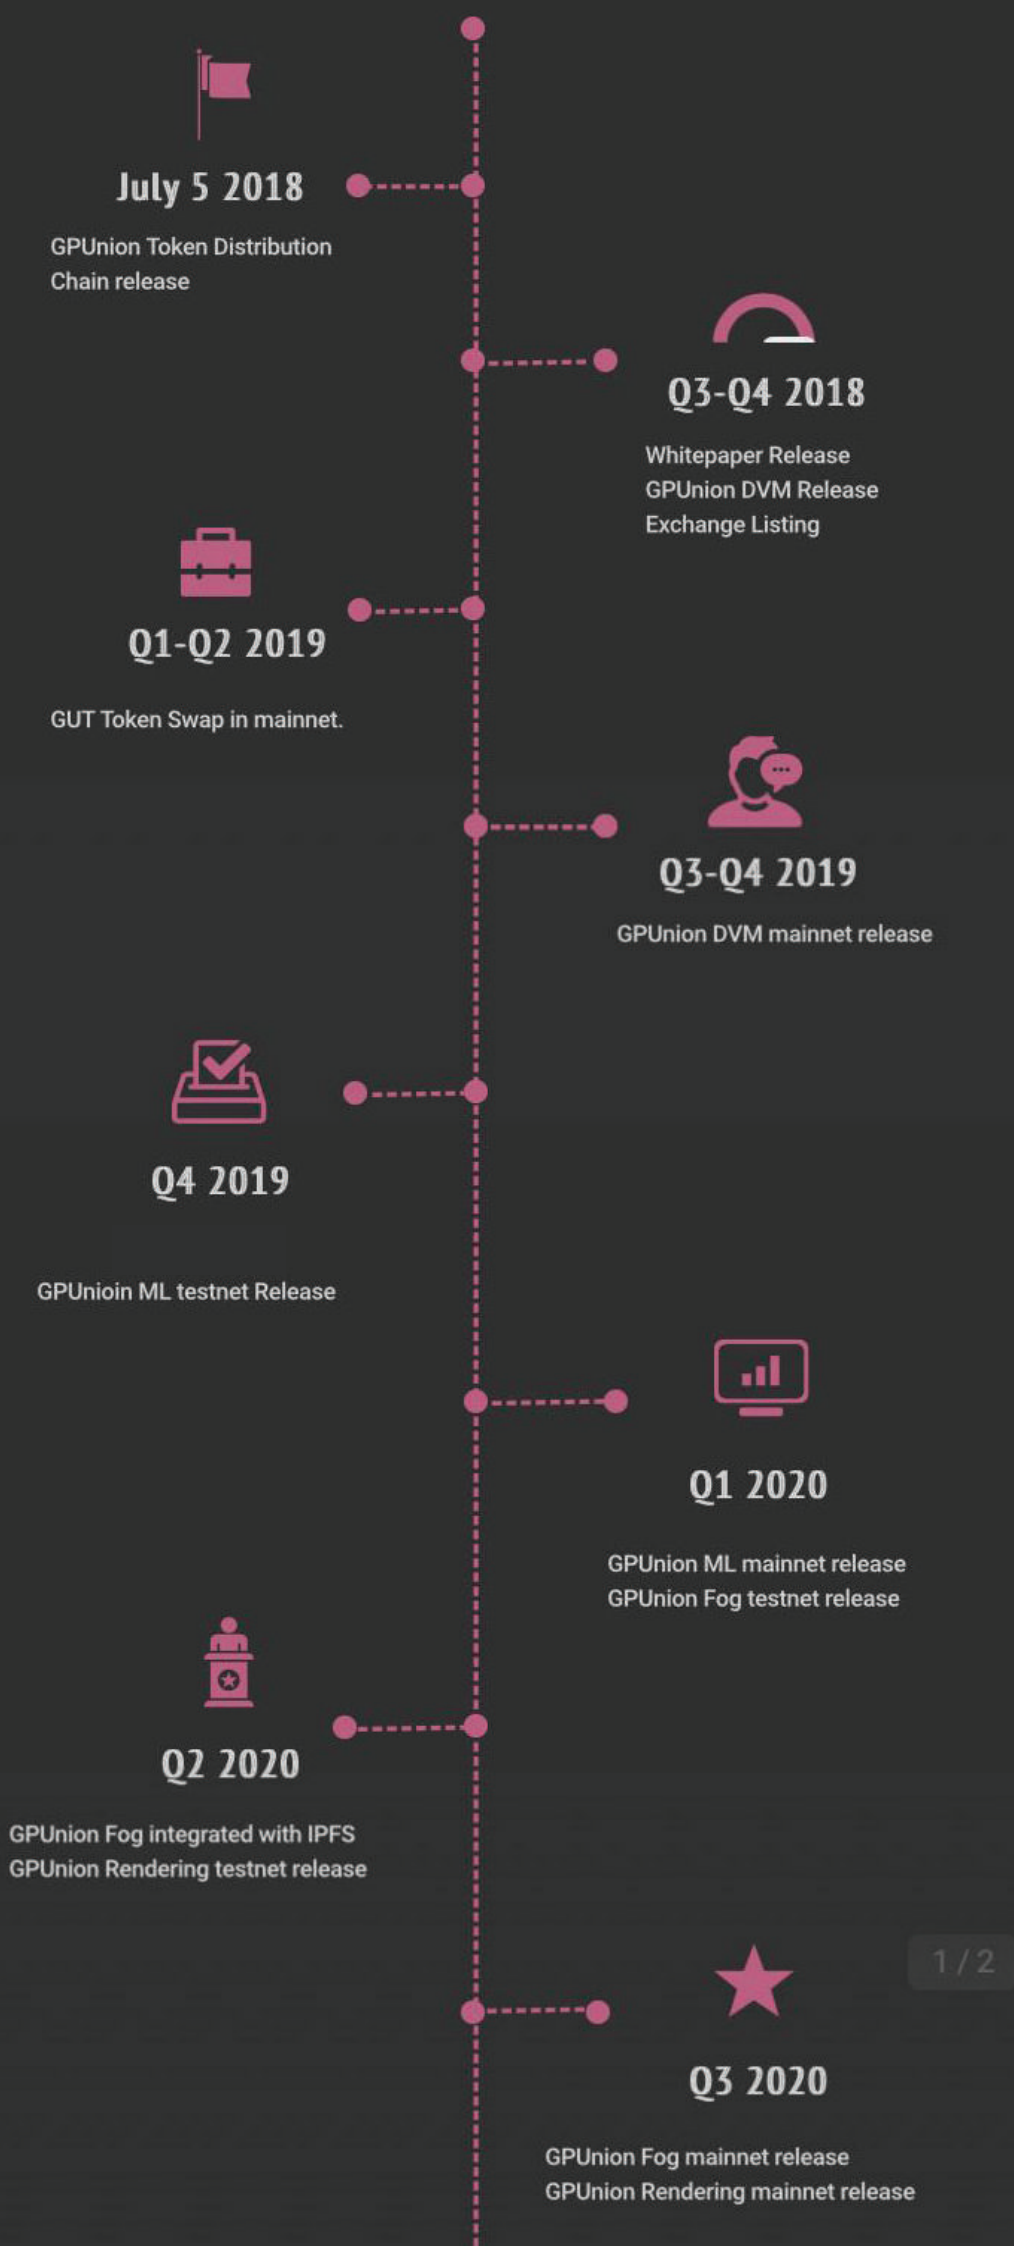 July 5 2018
GPUnion Token Distribution
Chain release
Q3-Q4 2018
Whitepaper Release
GPUnion DVM Release
Exchange Listing
Q1-Q2 2019
GUT Token Swap in mainnet.
Q3-Q4 2019
GPUnion DVM mainnet release
Q4 2019
GPUnioin ML testnet Release
Q1 2020
GPUnion ML mainnet release
GPUnion Fog testnet release
Q2 2020
GPUnion Fog integrated with IPFS
GPUnion Rendering testnet release
1 / 2
Q3 2020
GPUnion Fog mainnet release
GPUnion Rendering mainnet release